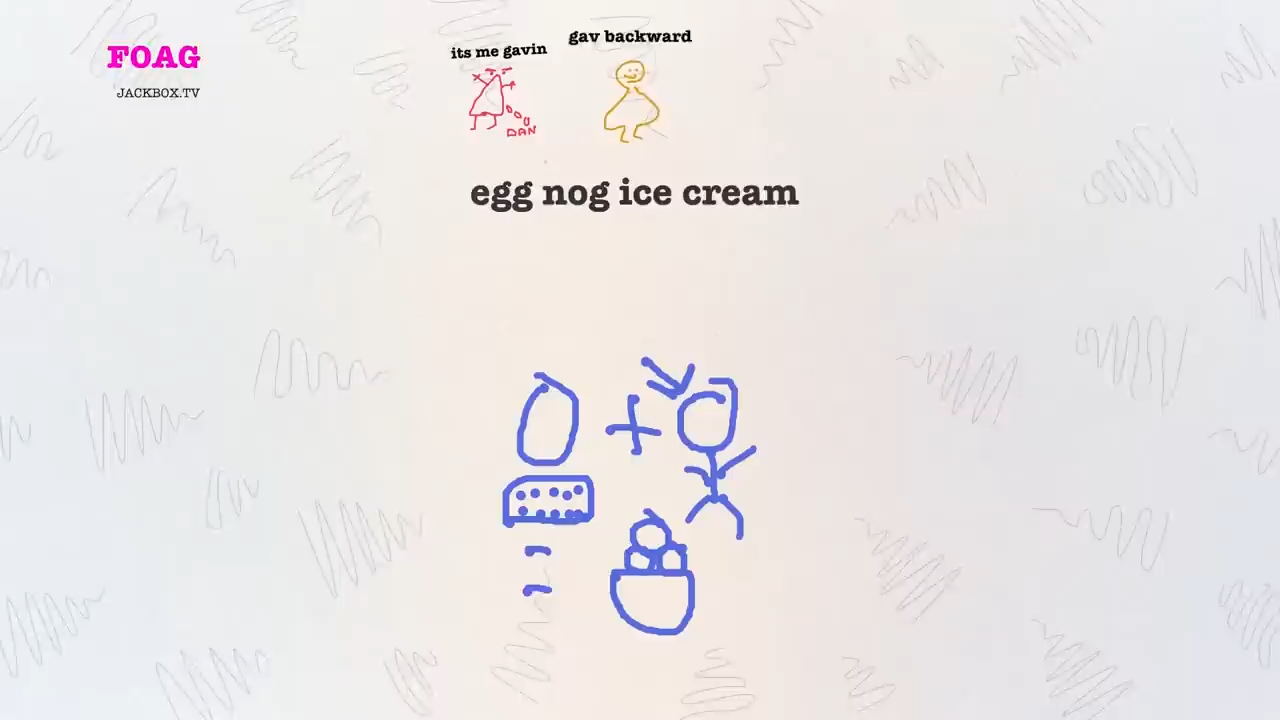 FOAG
JACKBOX.TV
its me gavin
gav backward
DAN
egg nog ice cream